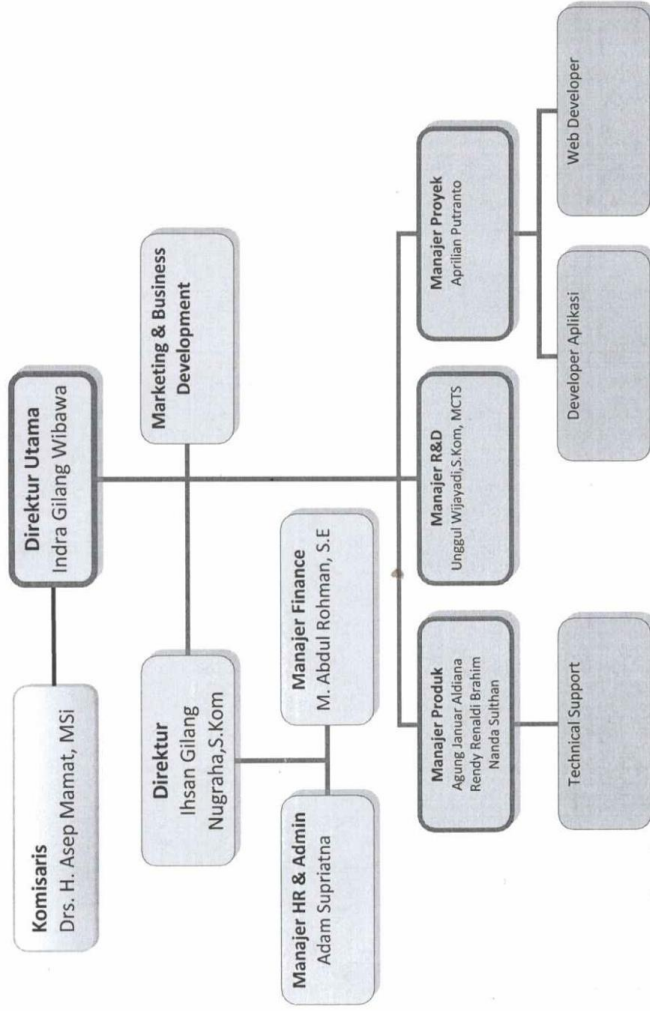 Komisaris
Drs. H. Asep Mamat, MSi
Direktur Utama
Indra Gilang Wibawa
Direktur
Ihsan Gilang
Nugraha,S.Kom
Marketing & Business
Development
Manajer HR & Admin
Adam Supriatna
Manajer Finance
M. Abdul Rohman, S.E
Manajer Produk
Agung Januar Aldiana
Rendy Renaldi Brahim
Nanda Sulthan
Manajer R&D
Unggul Wijayadi,S.Kom, MCTS
Manajer Proyek
Aprilian Putranto
Technical Support
Developer Aplikasi
Web Developer